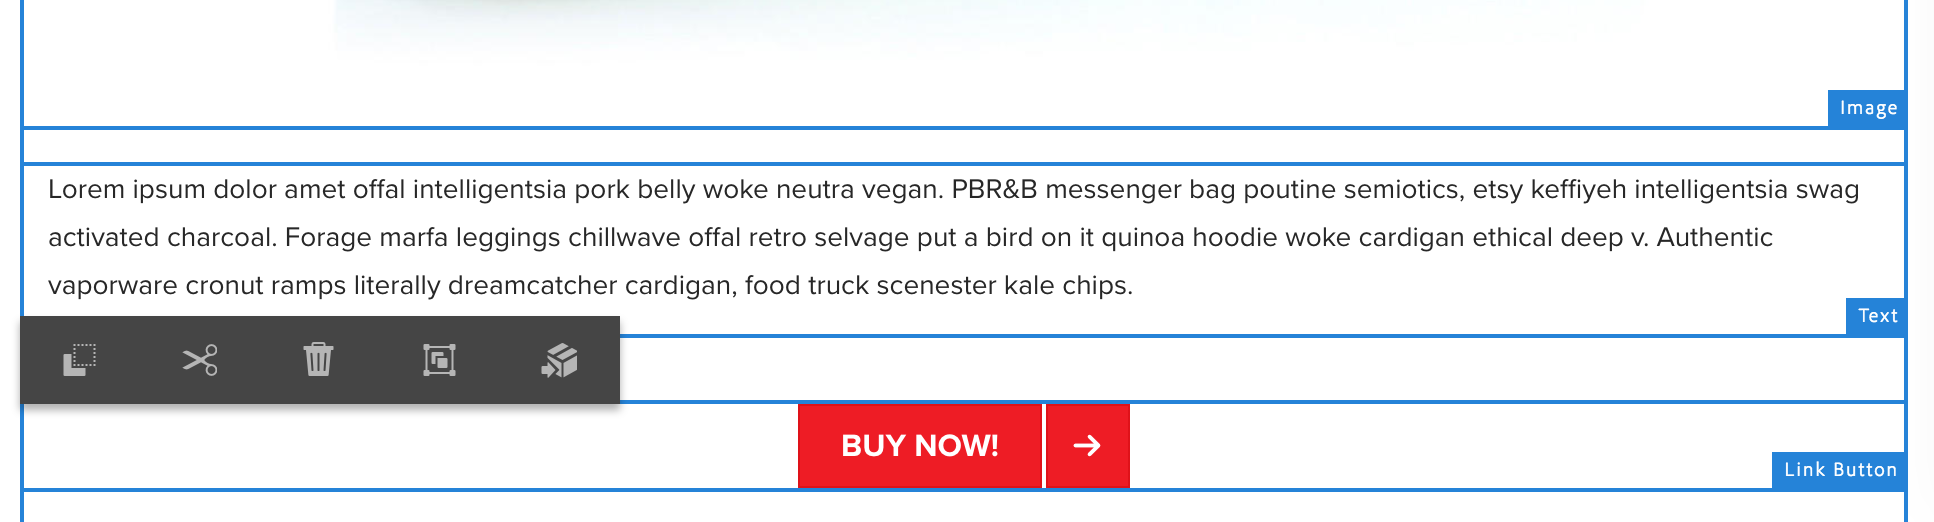 Image
Lorem ipsum dolor amet offal intelligentsia pork belly woke neutra vegan. PBR&B messenger bag poutine semiotics, etsy keffiyeh intelligentsia swag
activated charcoal. Forage marfa leggings chillwave offal retro selvage put a bird on it quinoa hoodie woke cardigan ethical deep v. Authentic
vaporware cronut ramps literally dreamcatcher cardigan, food truck scenester kale chips.
Text
BUY NOW!
Link Button